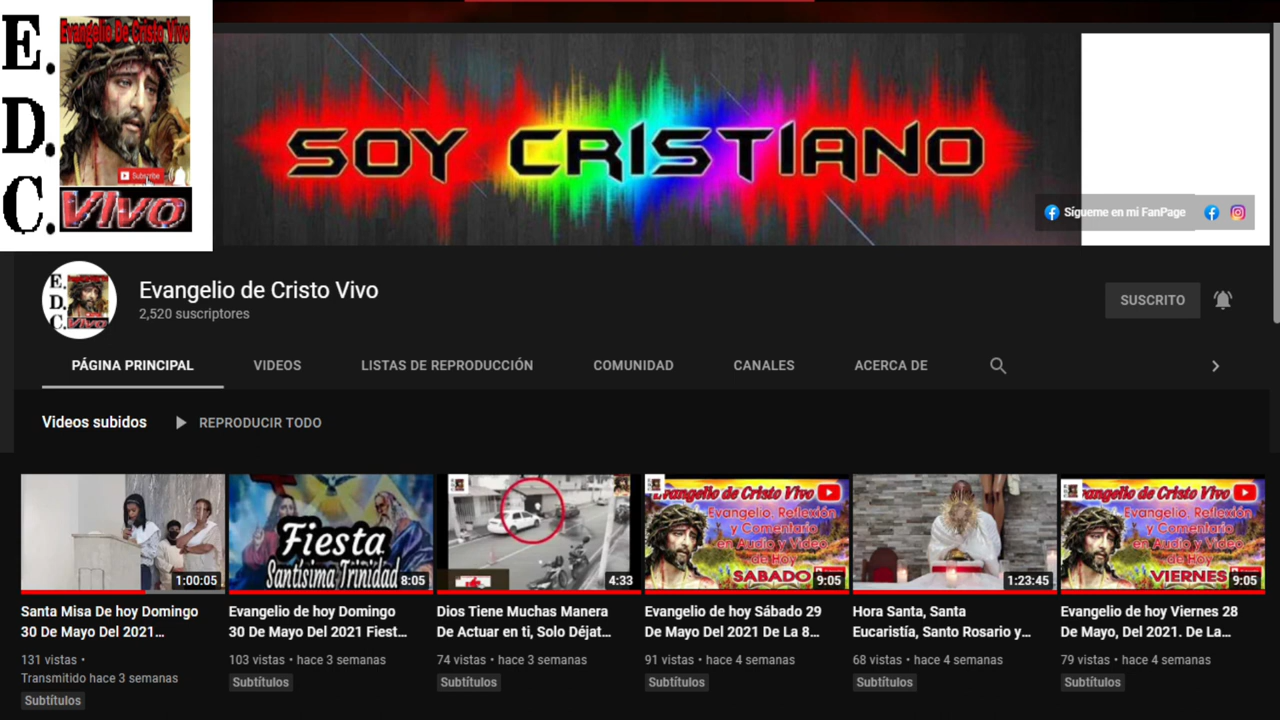 E.
D.
C.
Evangelio De Cristo Vivo
Subscribe
Vivo
SOY CRISTIANO
Sígueme en mi FanPage
Evangelio de Cristo Vivo
2,520 suscriptores
SUSCRITO
PÁGINA PRINCIPAL
VIDEOS
LISTAS DE REPRODUCCIÓN
COMUNIDAD
CANALES
ACERCA DE
Videos subidos
REPRODUCIR TODO
1:00:05
Santa Misa De hoy Domingo
30 De Mayo Del 2021...
131 vistas •
Transmitido hace 3 semanas
Subtítulos
Fiesta
Santísima Trinidad
8:05
Evangelio de hoy Domingo
30 De Mayo Del 2021 Fiest...
103 vistas • hace 3 semanas
Subtítulos
4:33
Dios Tiene Muchas Manera
De Actuar en ti, Solo Déjat...
74 vistas • hace 3 semanas
Subtítulos
Evangelio de Cristo Vivo
Evangelio, Reflexión
y Comentario
en Audio y Video
de Hoy
SABADO
9:05
Evangelio de hoy Sábado 29
De Mayo Del 2021 De La 8...
91 vistas • hace 4 semanas
Subtítulos
1:23:45
Hora Santa, Santa
Eucaristía, Santo Rosario y...
68 vistas • hace 4 semanas
Subtítulos
Evangelio de Cristo Vivo
Evangelio, Reflexión
y Comentario
en Audio y Video
de Hoy
VIERNES
9:05
Evangelio de hoy Viernes 28
De Mayo, Del 2021. De La...
79 vistas • hace 4 semanas
Subtítulos